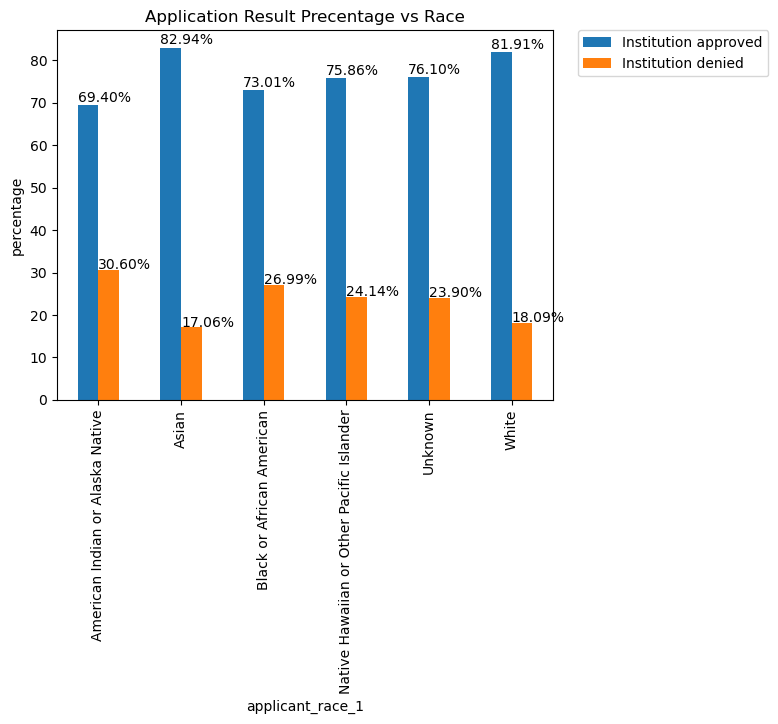 Application Result Precentage vs Race
Institution approved
Institution denied
percentage
80
70
60
50
40
30
20
10
0
69.40%
30.60%
82.94%
17.06%
73.01%
26.99%
75.86%
24.14%
76.10%
23.90%
81.91%
18.09%
American Indian or Alaska Native
Asian
Black or African American
Native Hawaiian or Other Pacific Islander
Unknown
White
applicant_race_1